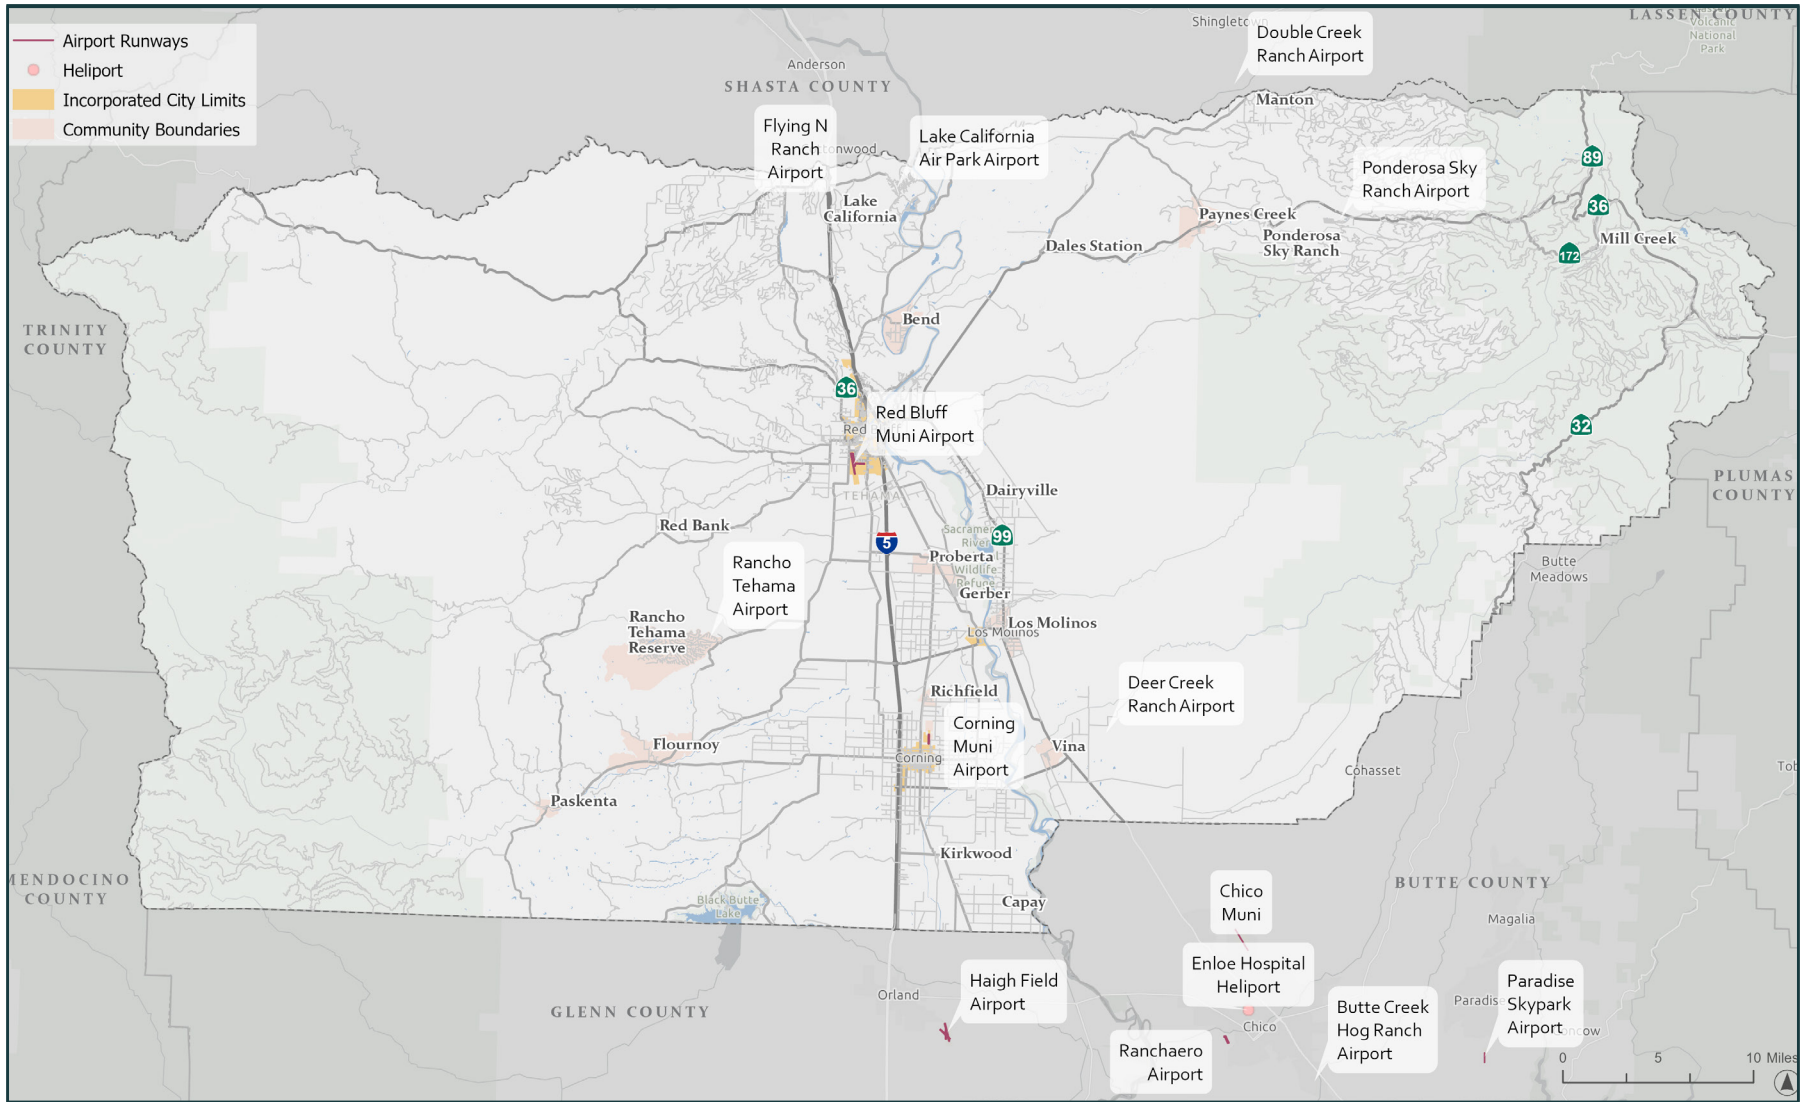 Airport Runways
Heliport
Incorporated City Limits
Community Boundaries
Anderson
SHASTA COUNTY
Double Creek
Ranch Airport
LASSEN COUNTY
Volcanic
National
Park
Manton
Flying N
Ranch
Airport
Lake California
Air Park Airport
Lake
California
Ponderosa Sky
Ranch Airport
89
36
172
Mill Creek
Paynes Creek
Ponderosa
Sky Ranch
Dales Station
TRINITY
COUNTY
Bend
36
Red Bluff
Muni Airport
Red
TEHAMA
32
PLUMAS
COUNTY
Dairyville
Red Bank
5
99
River
Wildlife
Refuge
Proberta
Gerber
Butte
Meadows
Rancho
Tehama
Airport
Rancho
Tehama
Reserve
Los Molinos
Los Molinos
Richfield
Deer Creek
Ranch Airport
Corning
Muni
Airport
Corning
Flournoy
Vina
Cohasset
Paskenta
Kirkwood
Capay
Black Butte
Lake
MENDOCINO
COUNTY
BUTTE COUNTY
Magalia
Chico
Muni
Enloe Hospital
Heliport
Chico
Haigh Field
Airport
Orland
GLENN COUNTY
Ranchaero
Airport
Butte Creek
Hog Ranch
Airport
Paradise
Paradise
Skypark
Airport
0 5 10 Miles